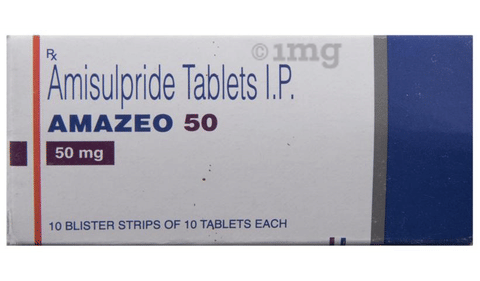 ©1mg
Rx
Amisulpride Tablets I.P.
AMAZEO 50
50 mg
10 BLISTER STRIPS OF 10 TABLETS EACH